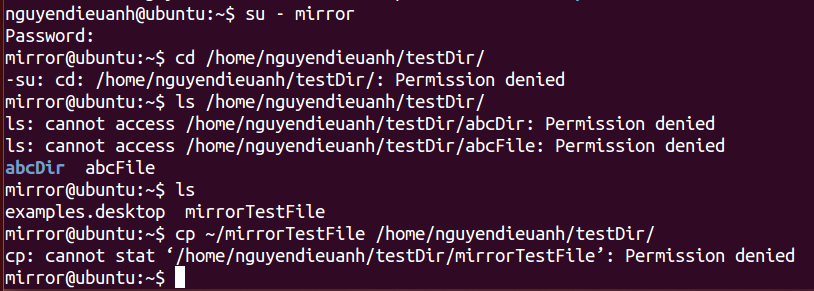 nguyendieuanh@ubuntu:~$ su - mirror
Password:
mirror@ubuntu:~$ cd /home/nguyendieuanh/testDir/
-su: cd: /home/nguyendieuanh/testDir/: Permission denied
mirror@ubuntu:~$ ls /home/nguyendieuanh/testDir/
ls: cannot access /home/nguyendieuanh/testDir/abcDir: Permission denied
ls: cannot access /home/nguyendieuanh/testDir/abcFile: Permission denied
abcDir  abcFile
mirror@ubuntu:~$ ls
examples.desktop  mirrorTestFile
mirror@ubuntu:~$ cp ~/mirrorTestFile /home/nguyendieuanh/testDir/
cp: cannot stat ‘/home/nguyendieuanh/testDir/mirrorTestFile’: Permission denied
mirror@ubuntu:~$